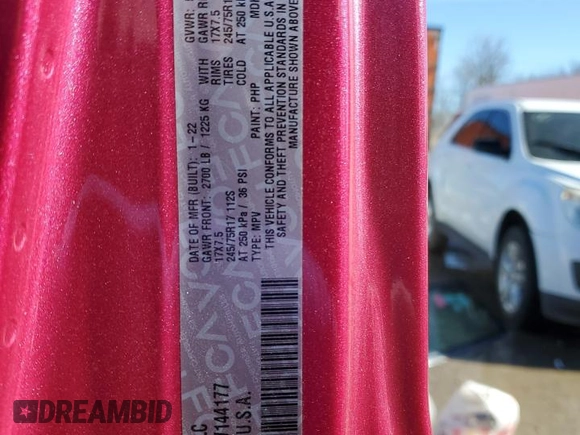 LC
144177
U.S.A.
DATE OF MFR (BUILT): 1-22
GAWR FRONT: 2700 LB / 1225 KG
17X7.5
245/75R17 112S
AT 250 kPa / 36 PSI
TYPE: MPV
PAINT: PHP
THIS VEHICLE CONFORMS TO ALL APPLICABLE U.S.A.
SAFETY AND THEFT PREVENTION STANDARDS IN
MANUFACTURE SHOWN ABOVE
GVWR:
GAWR
WITH
RIMS 17X7.5
TIRES 245/75R17
COLD AT 250 kPa
DREAMBID